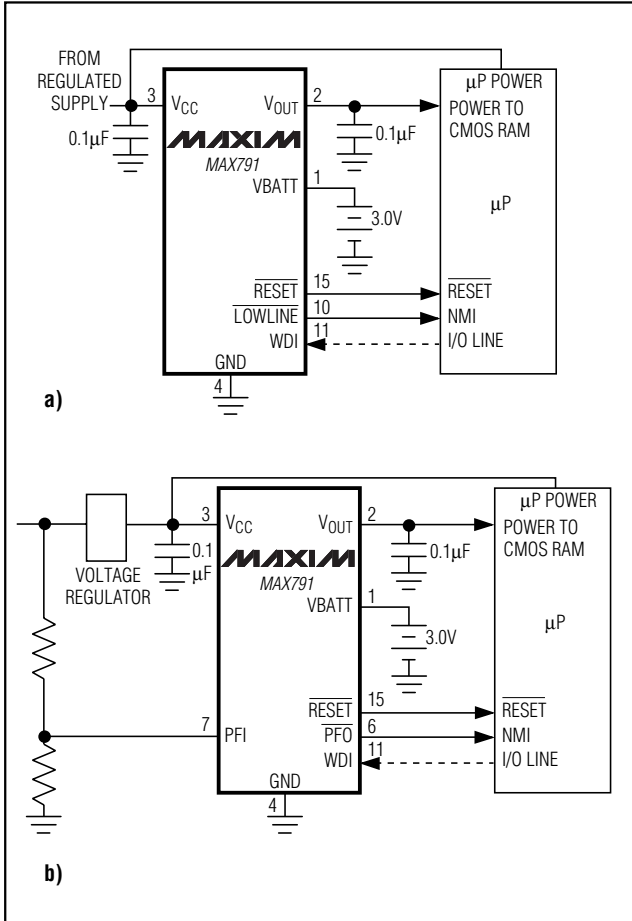 FROM
REGULATED
SUPPLY
3
VCC
0.1µF
VOUT
2
0.1µF
MAXIM
MAX791
VBATT
1
3.0V
RESET
15
LOWLINE
10
WDI
11
GND
4
µP POWER
POWER TO
CMOS RAM
µP
RESET
NMI
I/O LINE
a)
VOLTAGE
REGULATOR
3
VCC
0.1
µF
VOUT
2
0.1µF
MAXIM
MAX791
VBATT
1
3.0V
7
PFI
RESET
15
PFO
6
WDI
11
GND
4
µP POWER
POWER TO
CMOS RAM
µP
RESET
NMI
I/O LINE
b)